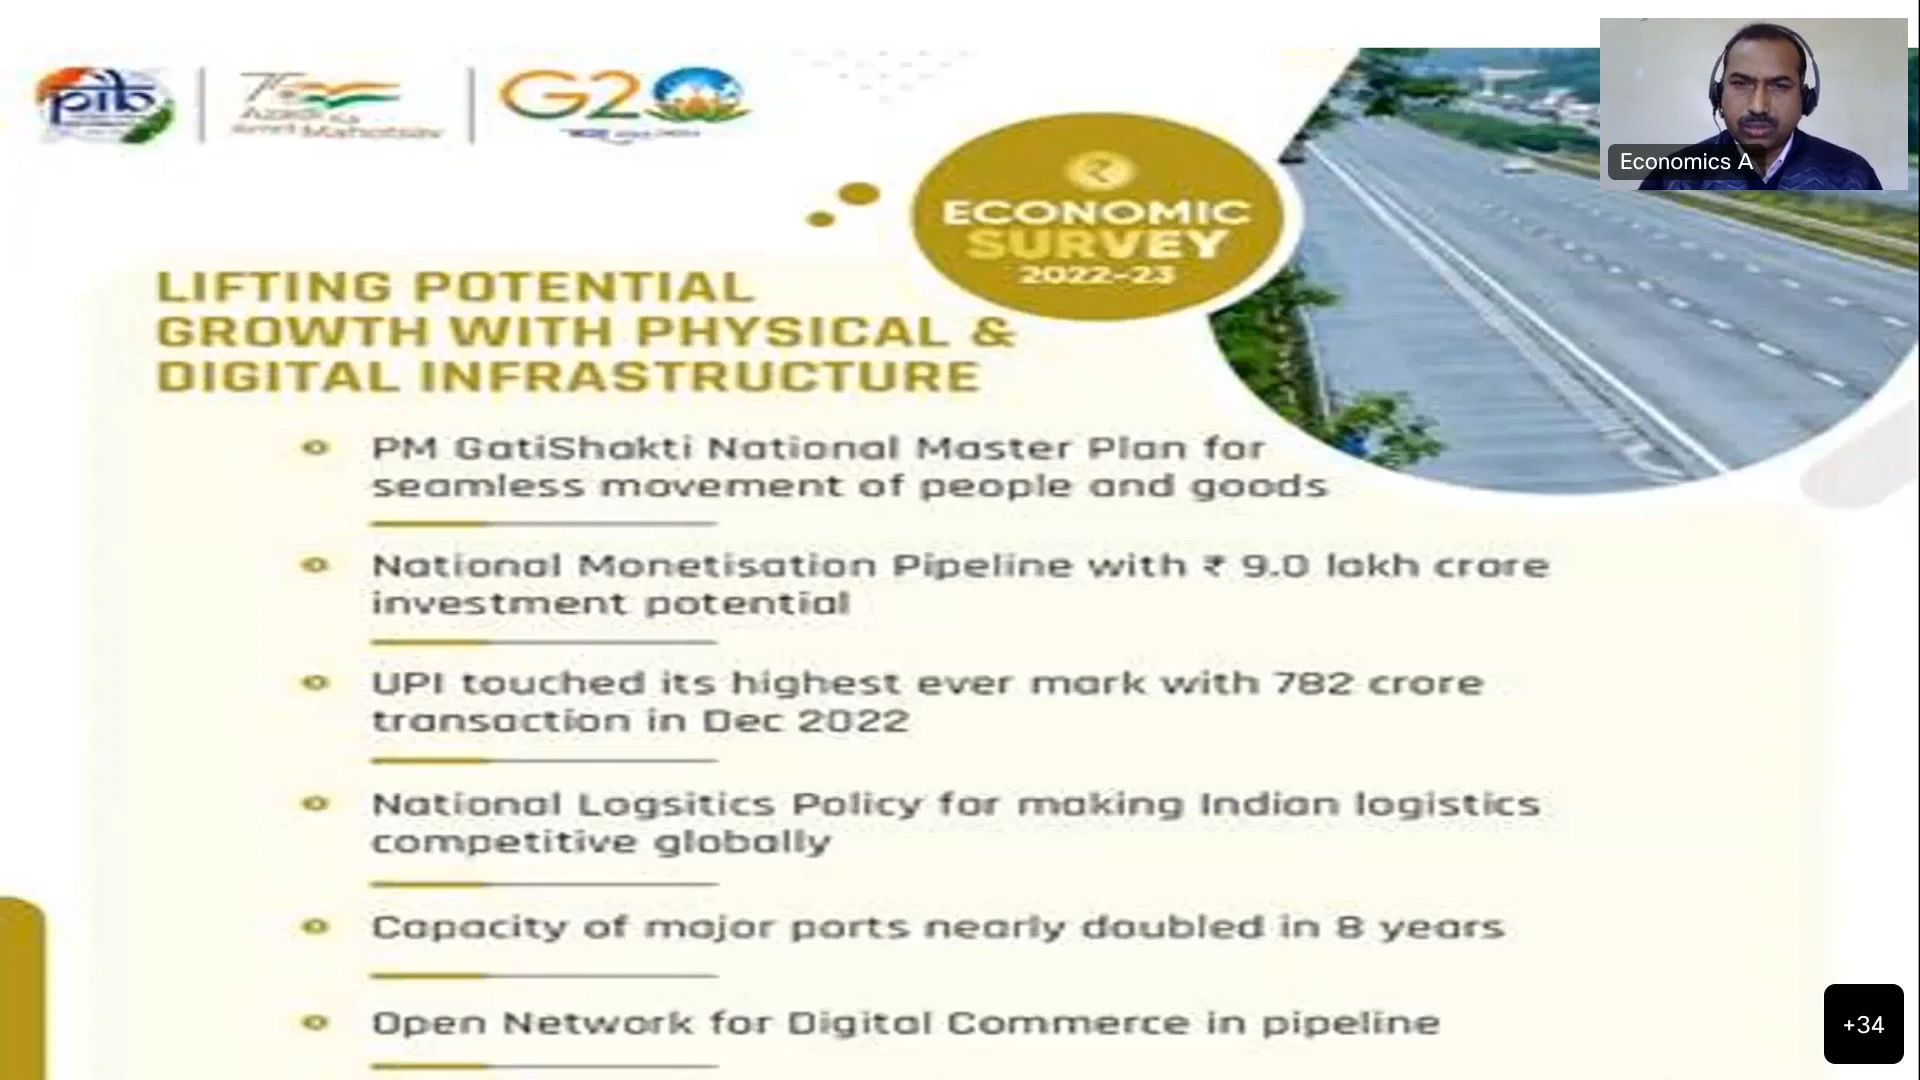 pib
Azadi Ka
Amrit Mahotsav
G20
₹
ECONOMIC
SURVEY
2022-23
Economics A
LIFTING POTENTIAL
GROWTH WITH PHYSICAL &
DIGITAL INFRASTRUCTURE
PM GatiShakti National Master Plan for
seamless movement of people and goods
National Monetisation Pipeline with ₹ 9.0 lakh crore
investment potential
UPI touched its highest ever mark with 782 crore
transaction in Dec 2022
National Logsitics Policy for making Indian logistics
competitive globally
Capacity of major ports nearly doubled in 8 years
Open Network for Digital Commerce in pipeline
+34